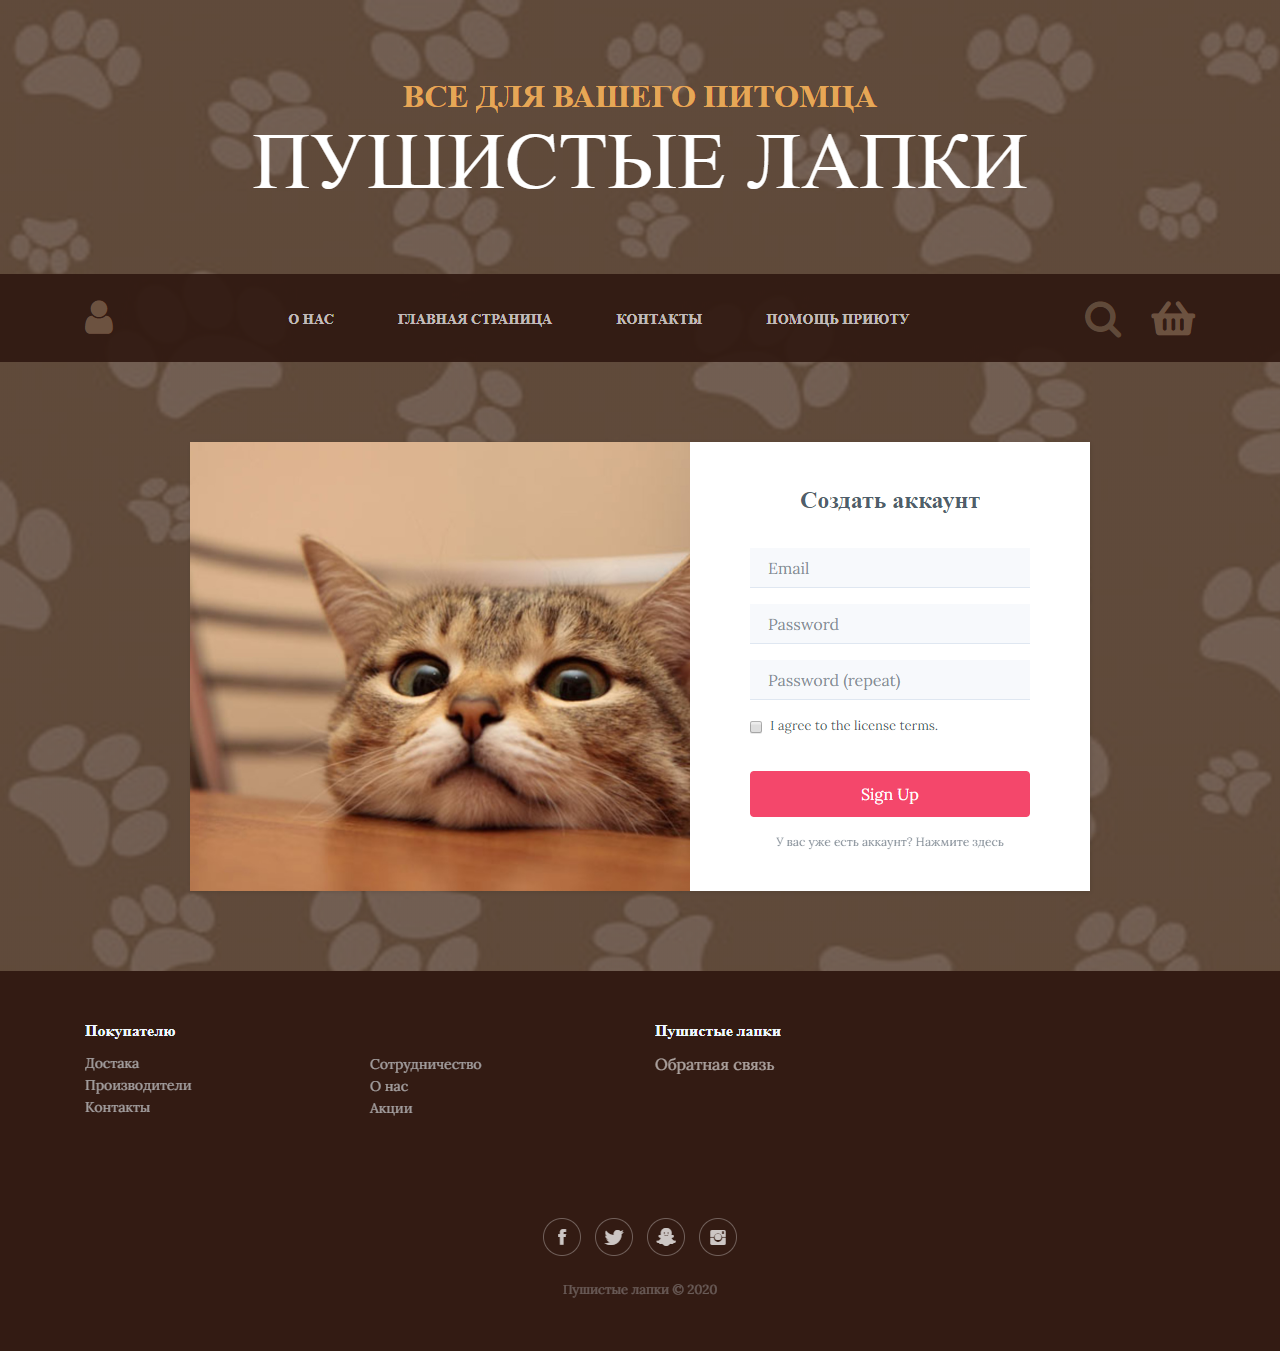 ВСЕ ДЛЯ ВАШЕГО ПИТОМЦА
ПУШИСТЫЕ ЛАПКИ
О НАС
ГЛАВНАЯ СТРАНИЦА
КОНТАКТЫ
ПОМОЩЬ ПРИЮТУ
Создать аккаунт
Email
Password
Password (repeat)
I agree to the license terms.
Sign Up
У вас уже есть аккаунт? Нажмите здесь
Покупателю
Достака
Производители
Контакты
Сотрудничество
О нас
Акции
Пушистые лапки
Обратная связь
Пушистые лапки © 2020